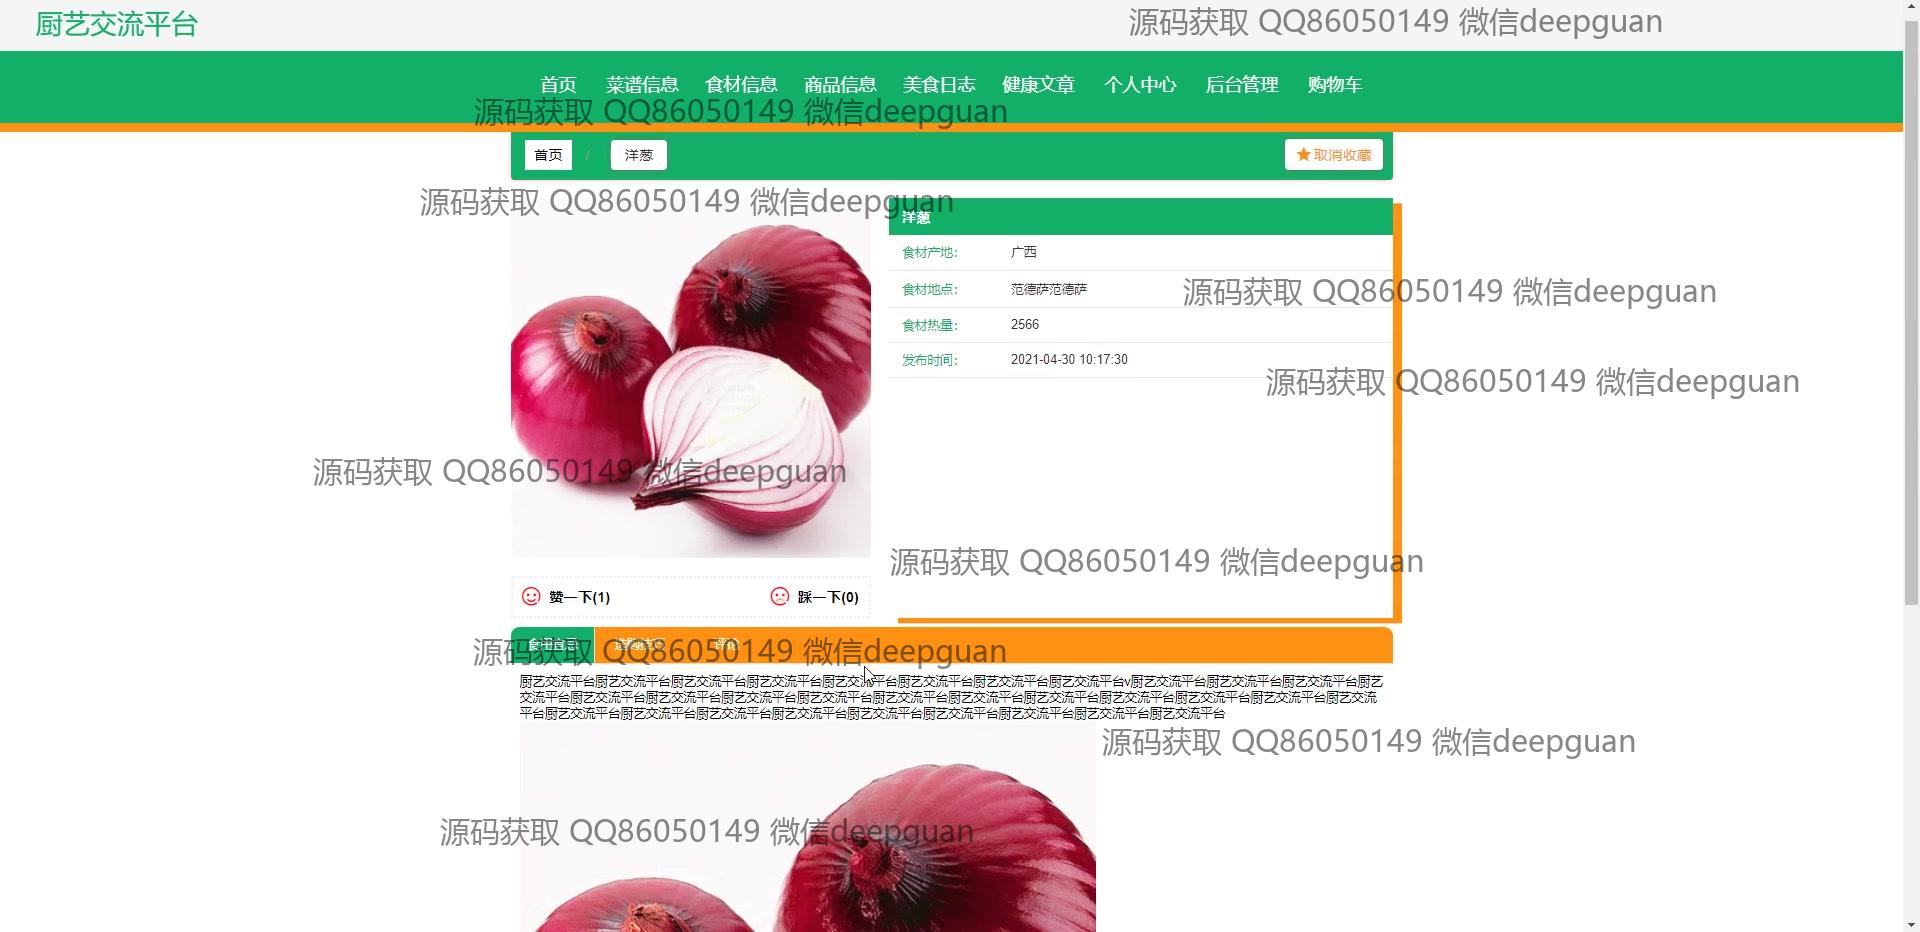 厨艺交流平台
源码获取 QQ86050149 微信deepguan
首页 菜谱信息 食材信息 商品信息 美食日志 健康文章 个人中心 后台管理 购物车
源码获取 QQ86050149 微信deepguan
首页 / 洋葱
取消收藏
源码获取 QQ86050149 微信deepguan
洋葱
食材产地: 广西
食材地点: 范德萨范德萨
源码获取 QQ86050149 微信deepguan
食材热量: 2566
发布时间: 2021-04-30 10:17:30
源码获取 QQ86050149 微信deepguan
源码获取 QQ86050149 微信deepguan
源码获取 QQ86050149 微信deepguan
赞一下(1)
踩一下(0)
食用宜忌 选购技巧 评论
源码获取 QQ86050149 微信deepguan
厨艺交流平台厨艺交流平台厨艺交流平台厨艺交流平台厨艺交流平台厨艺交流平台厨艺交流平台厨艺交流平台v厨艺交流平台厨艺交流平台厨艺交流平台厨艺
交流平台厨艺交流平台厨艺交流平台厨艺交流平台厨艺交流平台厨艺交流平台厨艺交流平台厨艺交流平台厨艺交流平台厨艺交流平台厨艺交流平台厨艺交流
平台厨艺交流平台厨艺交流平台厨艺交流平台厨艺交流平台厨艺交流平台厨艺交流平台厨艺交流平台厨艺交流平台厨艺交流平台
源码获取 QQ86050149 微信deepguan
源码获取 QQ86050149 微信deepguan